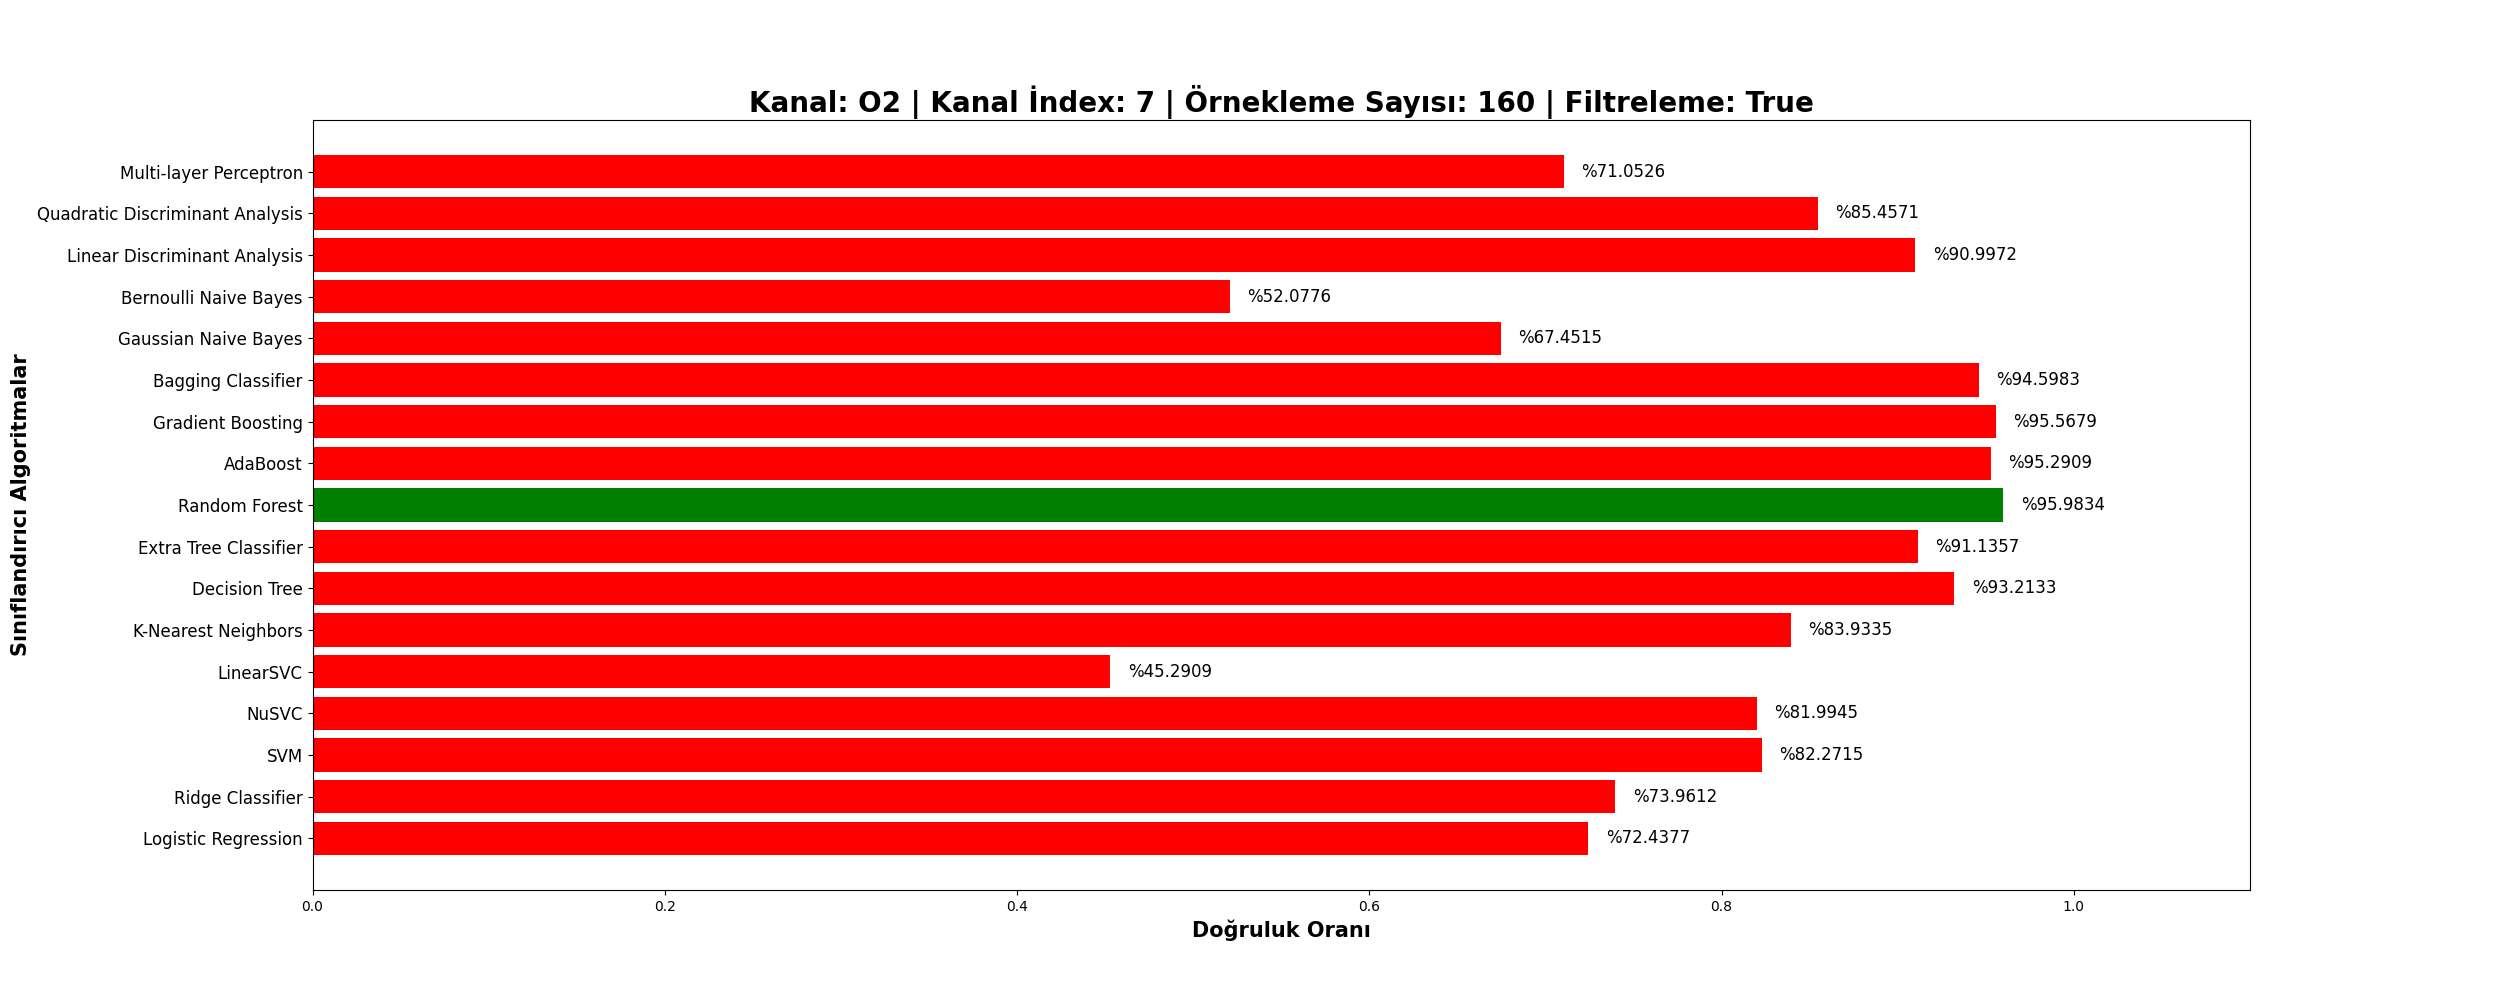 Kanal: O2 | Kanal İndex: 7 | Örnekleme Sayısı: 160 | Filtreleme: True
Sınıflandırıcı Algoritmalar
Multi-layer Perceptron %71.0526
Quadratic Discriminant Analysis %85.4571
Linear Discriminant Analysis %90.9972
Bernoulli Naive Bayes %52.0776
Gaussian Naive Bayes %67.4515
Bagging Classifier %94.5983
Gradient Boosting %95.5679
AdaBoost %95.2909
Random Forest %95.9834
Extra Tree Classifier %91.1357
Decision Tree %93.2133
K-Nearest Neighbors %83.9335
LinearSVC %45.2909
NuSVC %81.9945
SVM %82.2715
Ridge Classifier %73.9612
Logistic Regression %72.4377
0.0 0.2 0.4 0.6 0.8 1.0
Doğruluk Oranı